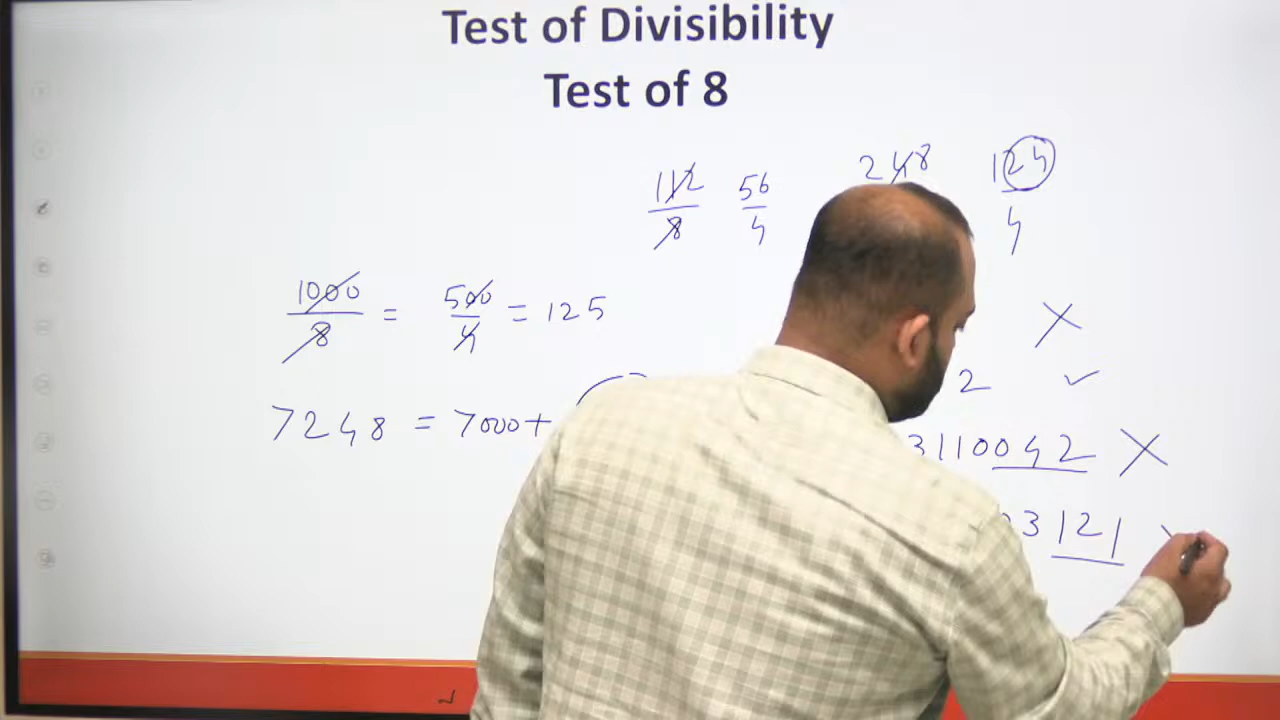 Test of Divisibility
Test of 8
112/8 56/4 248 124/4
1000/8 = 500/4 = 125
2 ✓
7248 = 7000+
3110042 ✗
3121